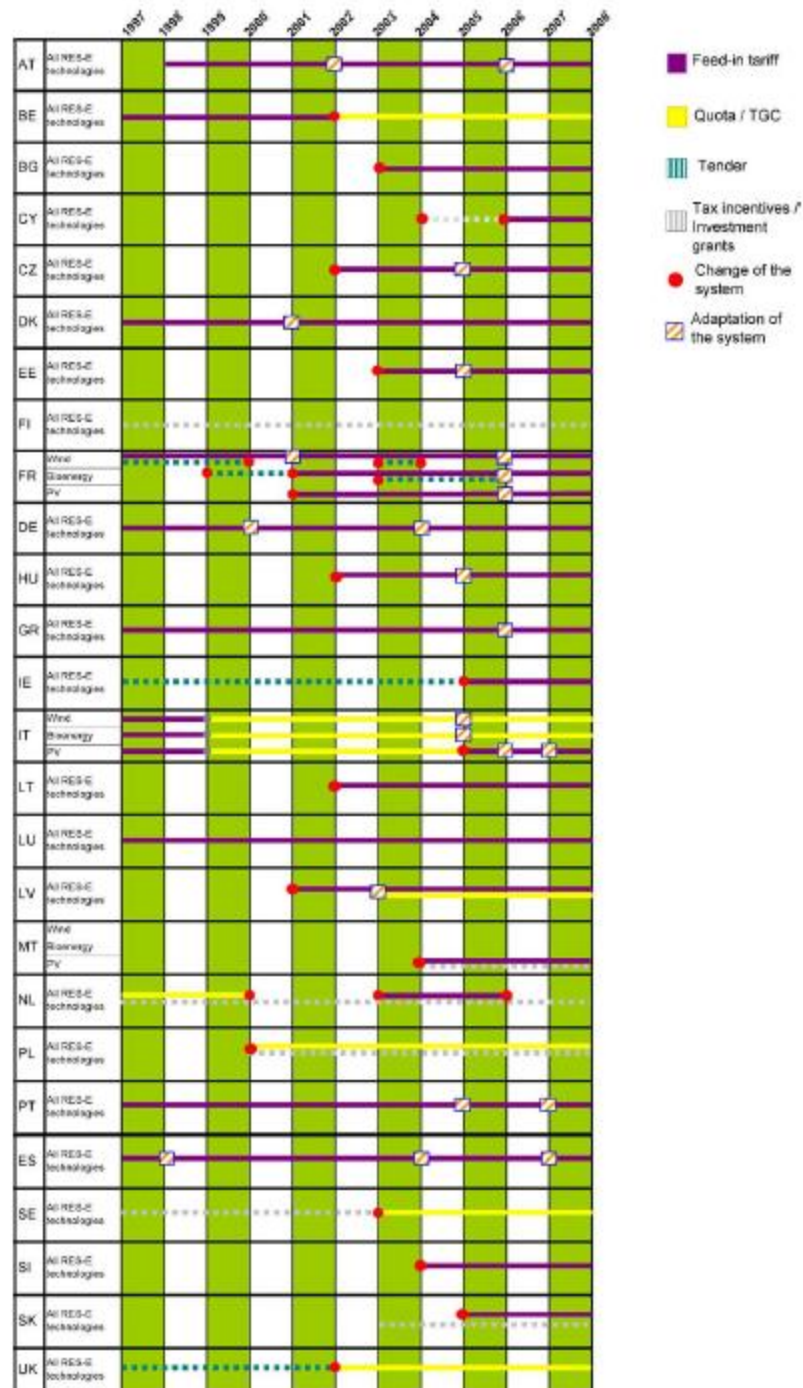 1997 1998 1999 2000 2001 2002 2003 2004 2005 2006 2007 2008
AT All RES-E
technologies
BE All RES-E
technologies
BG All RES-E
technologies
CY All RES-E
technologies
CZ All RES-E
technologies
DK All RES-E
technologies
EE All RES-E
technologies
FI All RES-E
technologies
Wind
FR Bioenergy
PV
DE All RES-E
technologies
HU All RES-E
technologies
GR All RES-E
technologies
IE All RES-E
technologies
Wind
IT Bioenergy
PV
LT All RES-E
technologies
LU All RES-E
technologies
LV All RES-E
technologies
Wind
MT Bioenergy
PV
NL All RES-E
technologies
PL All RES-E
technologies
PT All RES-E
technologies
ES All RES-E
technologies
SE All RES-E
technologies
SI All RES-E
technologies
SK All RES-E
technologies
UK All RES-E
technologies
Feed-in tariff
Quota / TGC
Tender
Tax incentives /
Investment
grants
Change of the
system
Adaptation of
the system